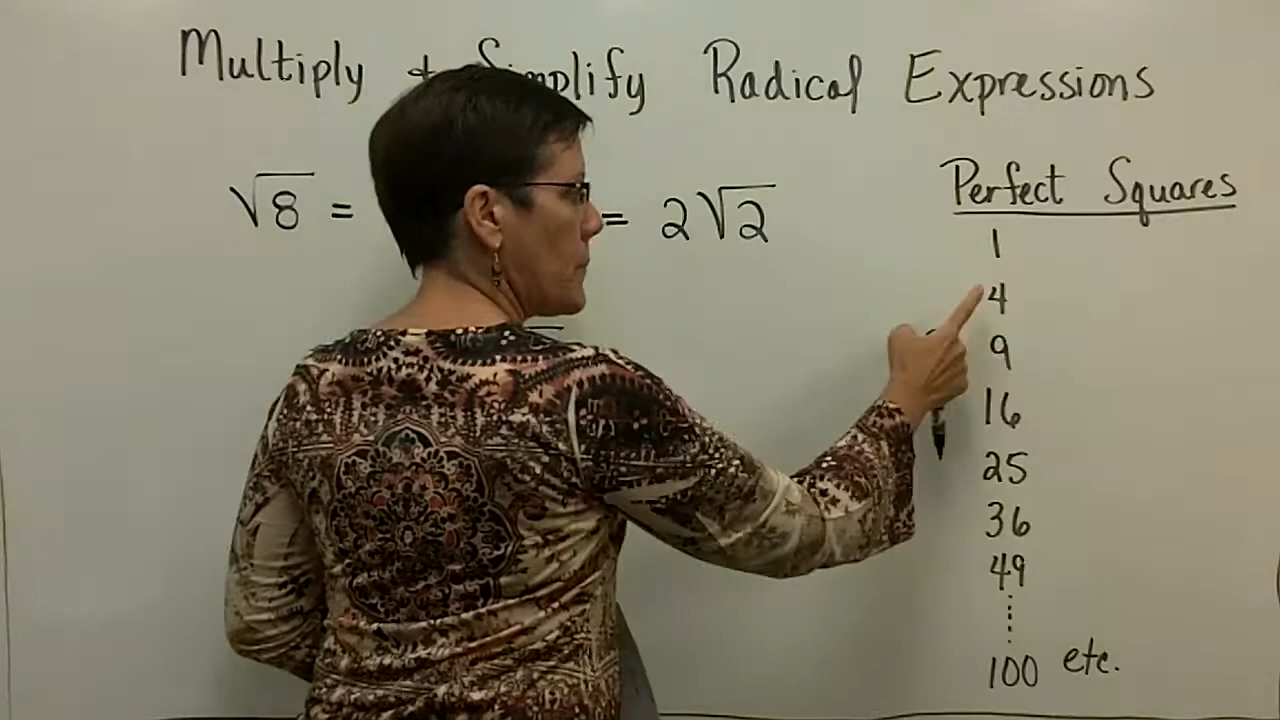 Multiply + Simplify Radical Expressions
√8 = = 2√2
Perfect Squares
1
4
9
16
25
36
49
100 etc.